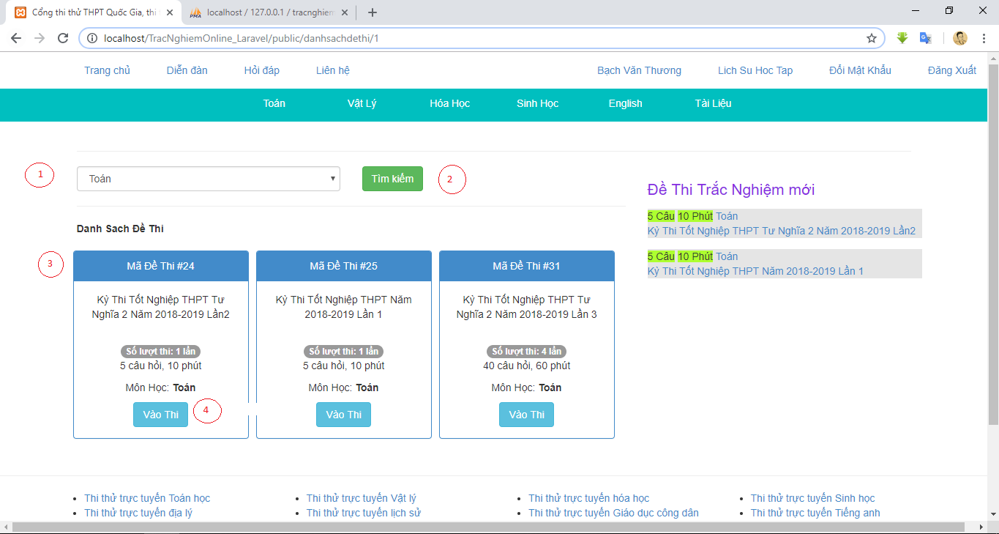 Cổng thi thử THPT Quốc Gia, thi t
localhost / 127.0.0.1 / tracnghiem
localhost/TracNghiemOnline_Laravel/public/danhsachdethi/1
Trang chủ Diễn đàn Hỏi đáp Liên hệ Bạch Văn Thương Lich Su Hoc Tap Đổi Mật Khẩu Đăng Xuất
Toán Vật Lý Hóa Học Sinh Học English Tài Liệu
1 Toán Tìm kiếm 2
Danh Sach Đề Thi
3
Mã Đề Thi #24
Kỳ Thi Tốt Nghiệp THPT Tư
Nghĩa 2 Năm 2018-2019 Lần2
Số lượt thi: 1 lần
5 câu hỏi, 10 phút
Môn Học: Toán
Vào Thi 4
Mã Đề Thi #25
Kỳ Thi Tốt Nghiệp THPT Năm
2018-2019 Lần 1
Số lượt thi: 1 lần
5 câu hỏi, 10 phút
Môn Học: Toán
Vào Thi
Mã Đề Thi #31
Kỳ Thi Tốt Nghiệp THPT Tư
Nghĩa 2 Năm 2018-2019 Lần 3
Số lượt thi: 4 lần
40 câu hỏi, 60 phút
Môn Học: Toán
Vào Thi
Đề Thi Trắc Nghiệm mới
5 Câu 10 Phút Toán
Kỳ Thi Tốt Nghiệp THPT Tư Nghĩa 2 Năm 2018-2019 Lần2
5 Câu 10 Phút Toán
Kỳ Thi Tốt Nghiệp THPT Năm 2018-2019 Lần 1
Thi thử trực tuyến Toán học
Thi thử trực tuyến địa lý
Thi thử trực tuyến Vật lý
Thi thử trực tuyến lịch sử
Thi thử trực tuyến hóa học
Thi thử trực tuyến Giáo dục công dân
Thi thử trực tuyến Sinh học
Thi thử trực tuyến Tiếng anh